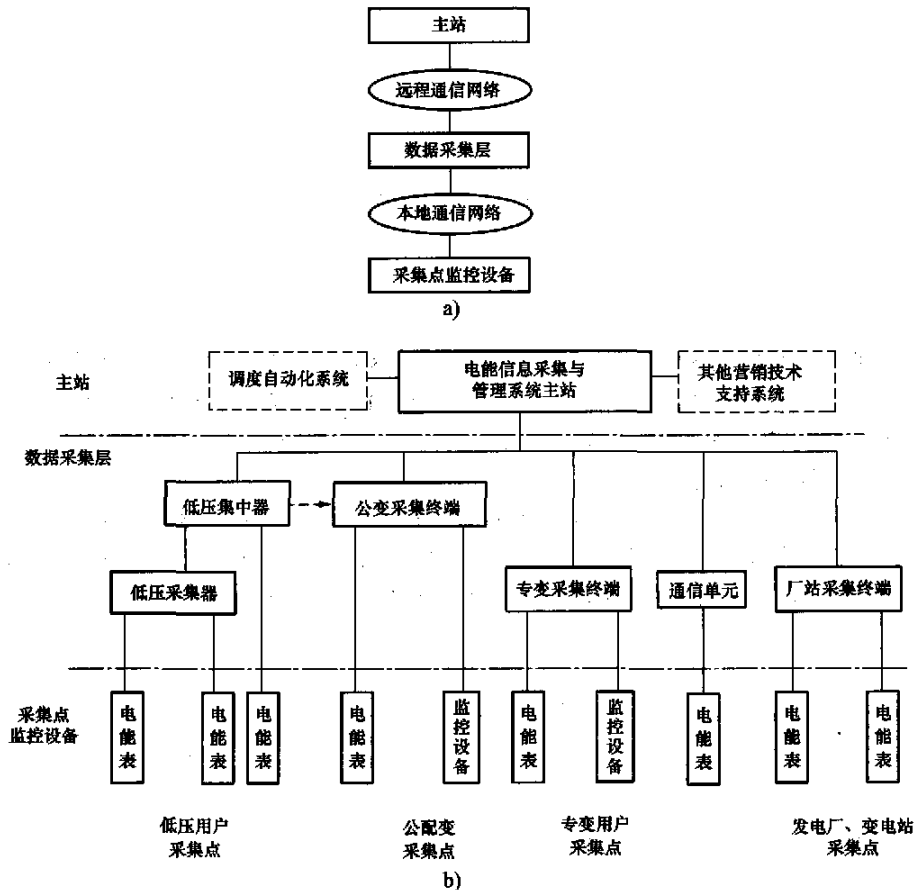 主站
远程通信网络
数据采集层
本地通信网络
采集点监控设备
a)
主站
调度自动化系统
电能信息采集与
管理系统主站
其他营销技术
支持系统
数据采集层
低压集中器
公变采集终端
低压采集器
专变采集终端
通信单元
厂站采集终端
采集点
监控设备
电能表
电能表
电能表
电能表
监控设备
电能表
监控设备
电能表
电能表
电能表
低压用户
采集点
公配变
采集点
专变用户
采集点
发电厂、变电站
采集点
b)